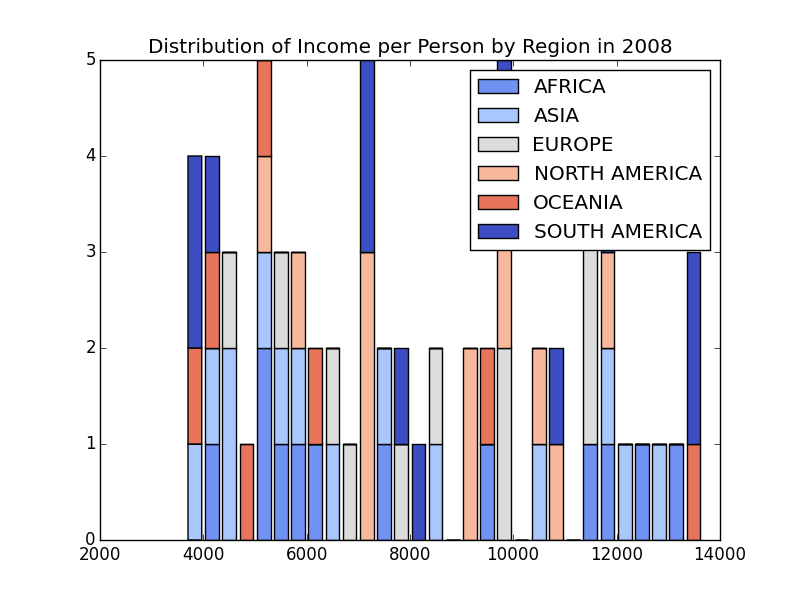 Distribution of Income per Person by Region in 2008
5
4
3
2
1
0
AFRICA
ASIA
EUROPE
NORTH AMERICA
OCEANIA
SOUTH AMERICA
2000 4000 6000 8000 10000 12000 14000